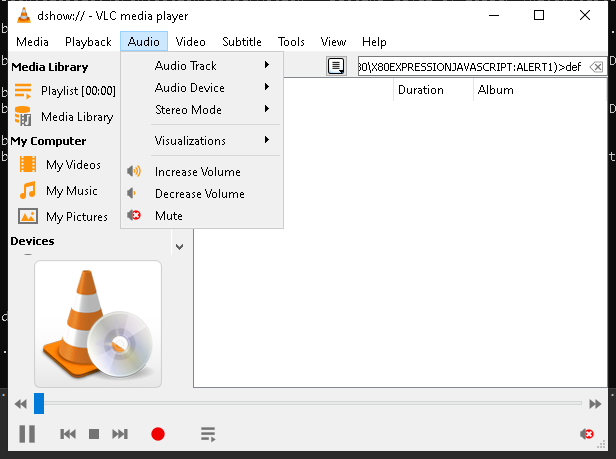 dshow:// - VLC media player
Media Playback Audio Video Subtitle Tools View Help
Media Library
Playlist [00:00]
Media Library
My Computer
My Videos
My Music
My Pictures
Devices
Audio Track
Audio Device
Stereo Mode
Visualizations
Increase Volume
Decrease Volume
Mute
80\X80EXPRESSIONJAVASCRIPT:ALERT1)>def
Duration Album